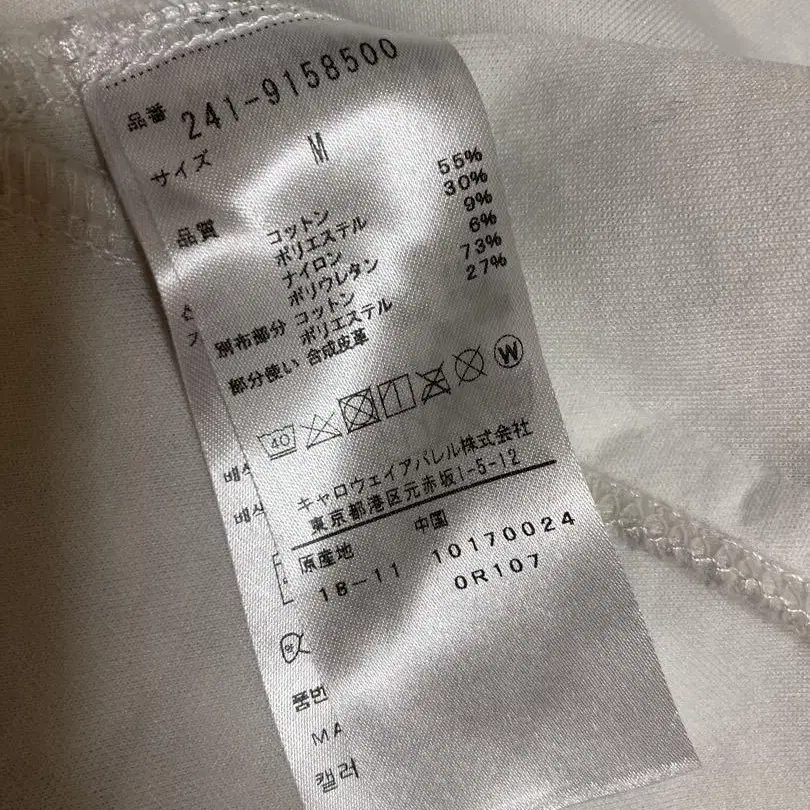 品番 241-9158500
サイズ M
品質 コットン 55%
ポリエステル 30%
ナイロン 9%
ポリウレタン 6%
別布部分 コットン 73%
ポリエステル 27%
部分使い 合成皮革
40 W
キャロウェイアパレル株式会社
東京都港区元赤坂1-5-12
原産地 中国
18-11 10170024
0R107
품번
MA
캘러